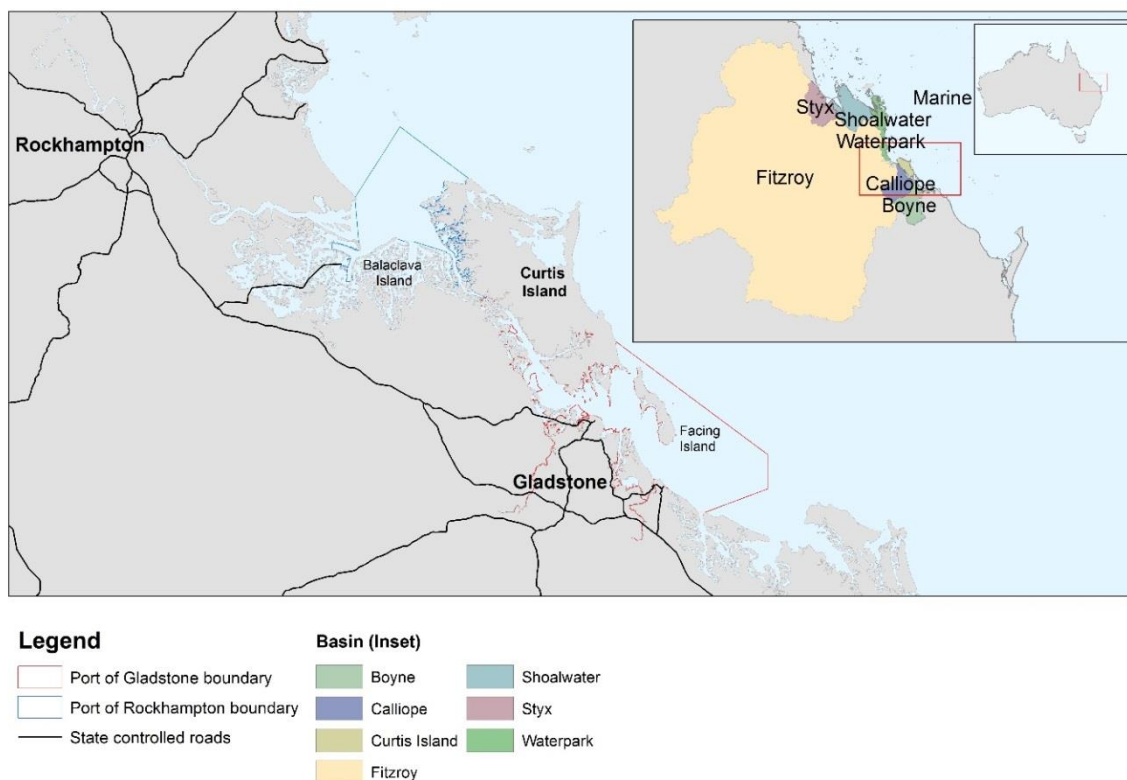 Rockhampton
Balaclava
Island
Curtis
Island
Facing
Island
Gladstone
Styx
Shoalwater
Waterpark
Marine
Fitzroy
Calliope
Boyne
Legend
Port of Gladstone boundary
Port of Rockhampton boundary
State controlled roads
Basin (Inset)
Boyne
Calliope
Curtis Island
Fitzroy
Shoalwater
Styx
Waterpark